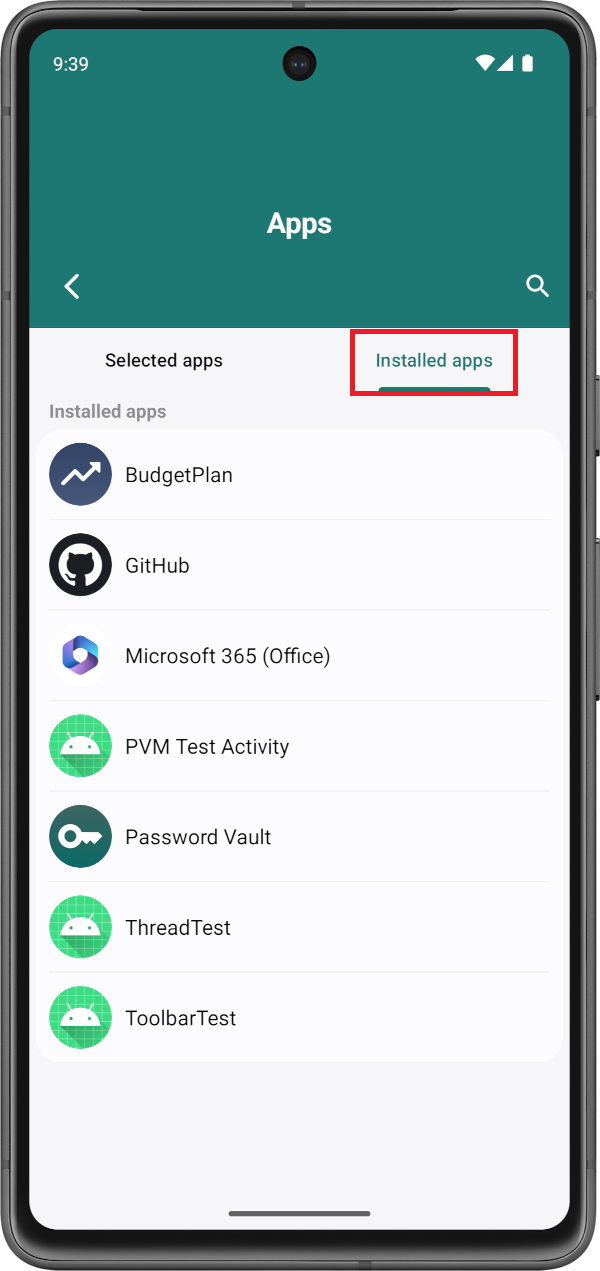 9:39
Apps
Selected apps
Installed apps
Installed apps
BudgetPlan
GitHub
Microsoft 365 (Office)
PVM Test Activity
Password Vault
ThreadTest
ToolbarTest